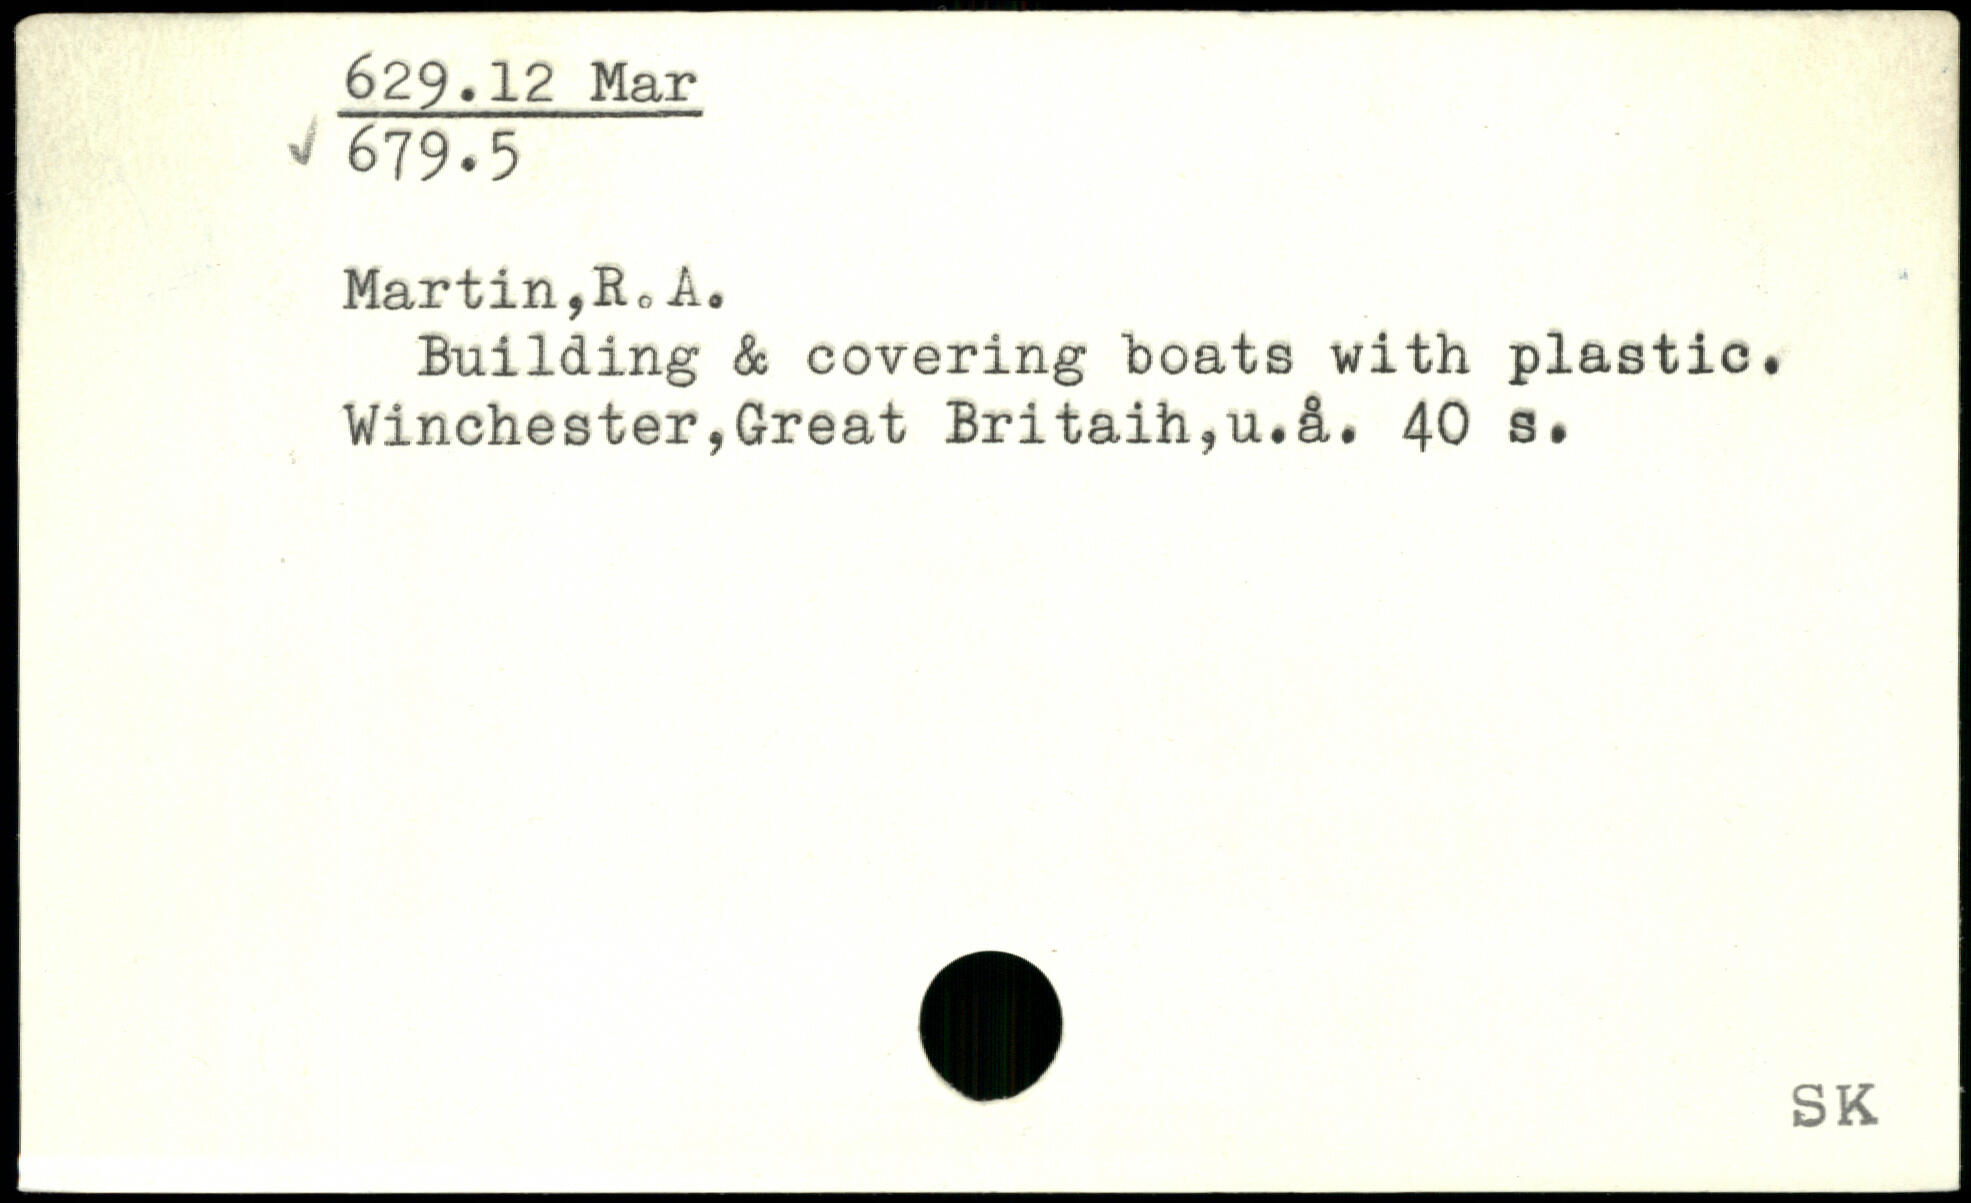 629.12 Mar
✓ 679.5
Martin,R.A.
Building & covering boats with plastic.
Winchester,Great Britaih,u.å. 40 s.
SK